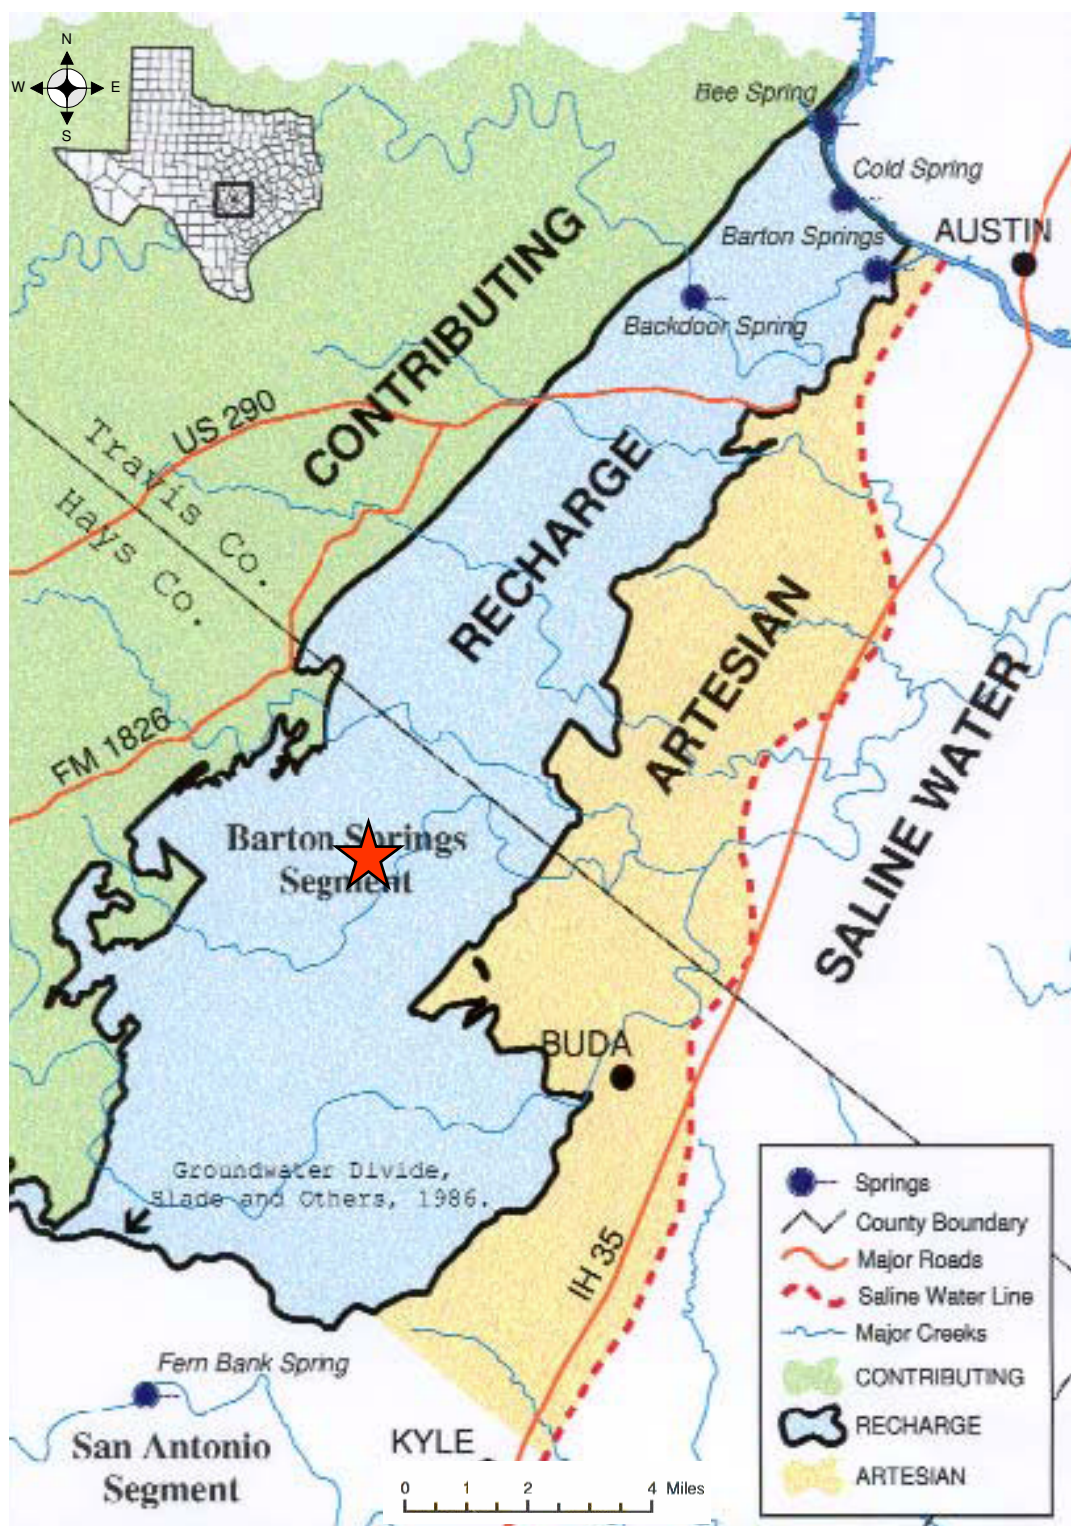 N
W E
S
Bee Spring
Cold Spring
Barton Springs
AUSTIN
Backdoor Spring
CONTRIBUTING
US 290
Travis Co.
Hays Co.
RECHARGE
ARTESIAN
FM 1826
SALINE WATER
Barton Springs
Segment
BUDA
Groundwater Divide,
Slade and Others, 1986.
IH 35
Fern Bank Spring
San Antonio
Segment
KYLE
0 1 2 4 Miles
Springs
County Boundary
Major Roads
Saline Water Line
Major Creeks
CONTRIBUTING
RECHARGE
ARTESIAN